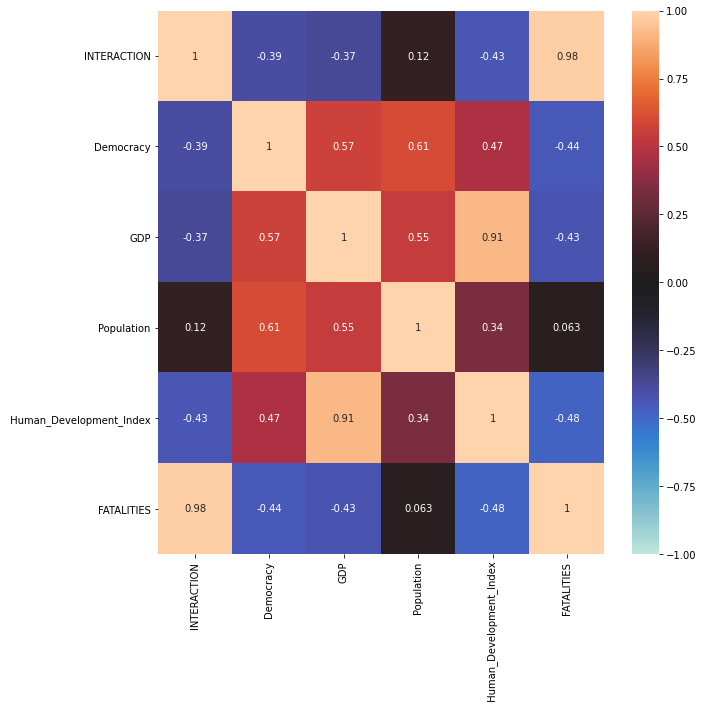 INTERACTION 1 -0.39 -0.37 0.12 -0.43 0.98
Democracy -0.39 1 0.57 0.61 0.47 -0.44
GDP -0.37 0.57 1 0.55 0.91 -0.43
Population 0.12 0.61 0.55 1 0.34 0.063
Human_Development_Index -0.43 0.47 0.91 0.34 1 -0.48
FATALITIES 0.98 -0.44 -0.43 0.063 -0.48 1
INTERACTION
Democracy
GDP
Population
Human_Development_Index
FATALITIES
1.00
0.75
0.50
0.25
0.00
−0.25
−0.50
−0.75
−1.00